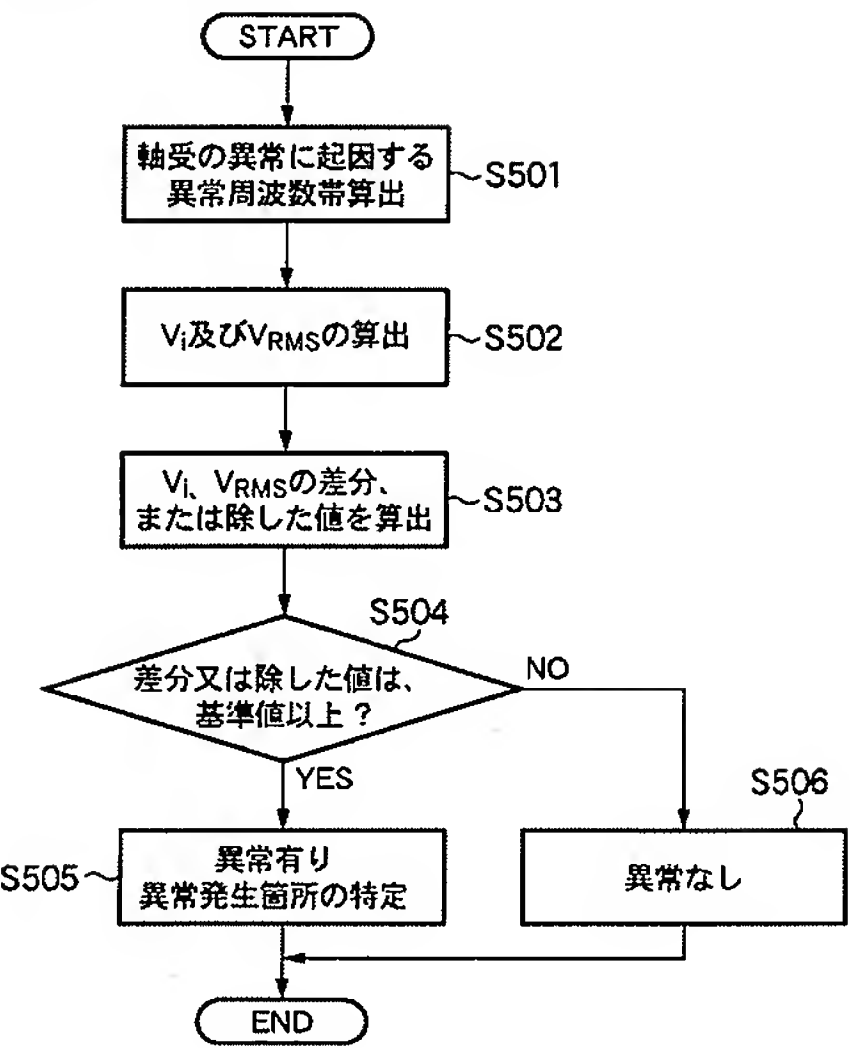 START
軸受の異常に起因する
異常周波数帯算出
S501
Vi及びVRMSの算出
S502
Vi、VRMSの差分、
または除した値を算出
S503
S504
差分又は除した値は、
基準値以上?
NO
YES
S506
S505
異常有り
異常発生箇所の特定
異常なし
END